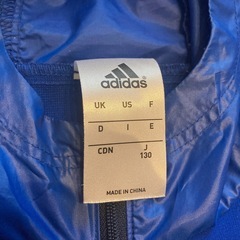 adidas
UK US F
D I E
CDN J
130
MADE IN CHINA